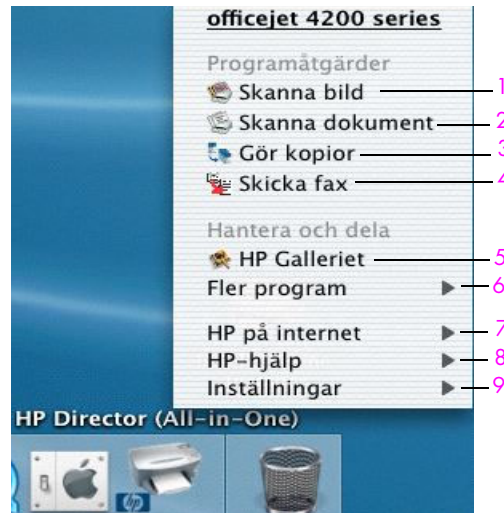 officejet 4200 series
Programåtgärder
Skanna bild 1
Skanna dokument 2
Gör kopior 3
Skicka fax 4
Hantera och dela
HP Galleriet 5
Fler program 6
HP på internet 7
HP-hjälp 8
Inställningar 9
HP Director (All-in-One)
hp